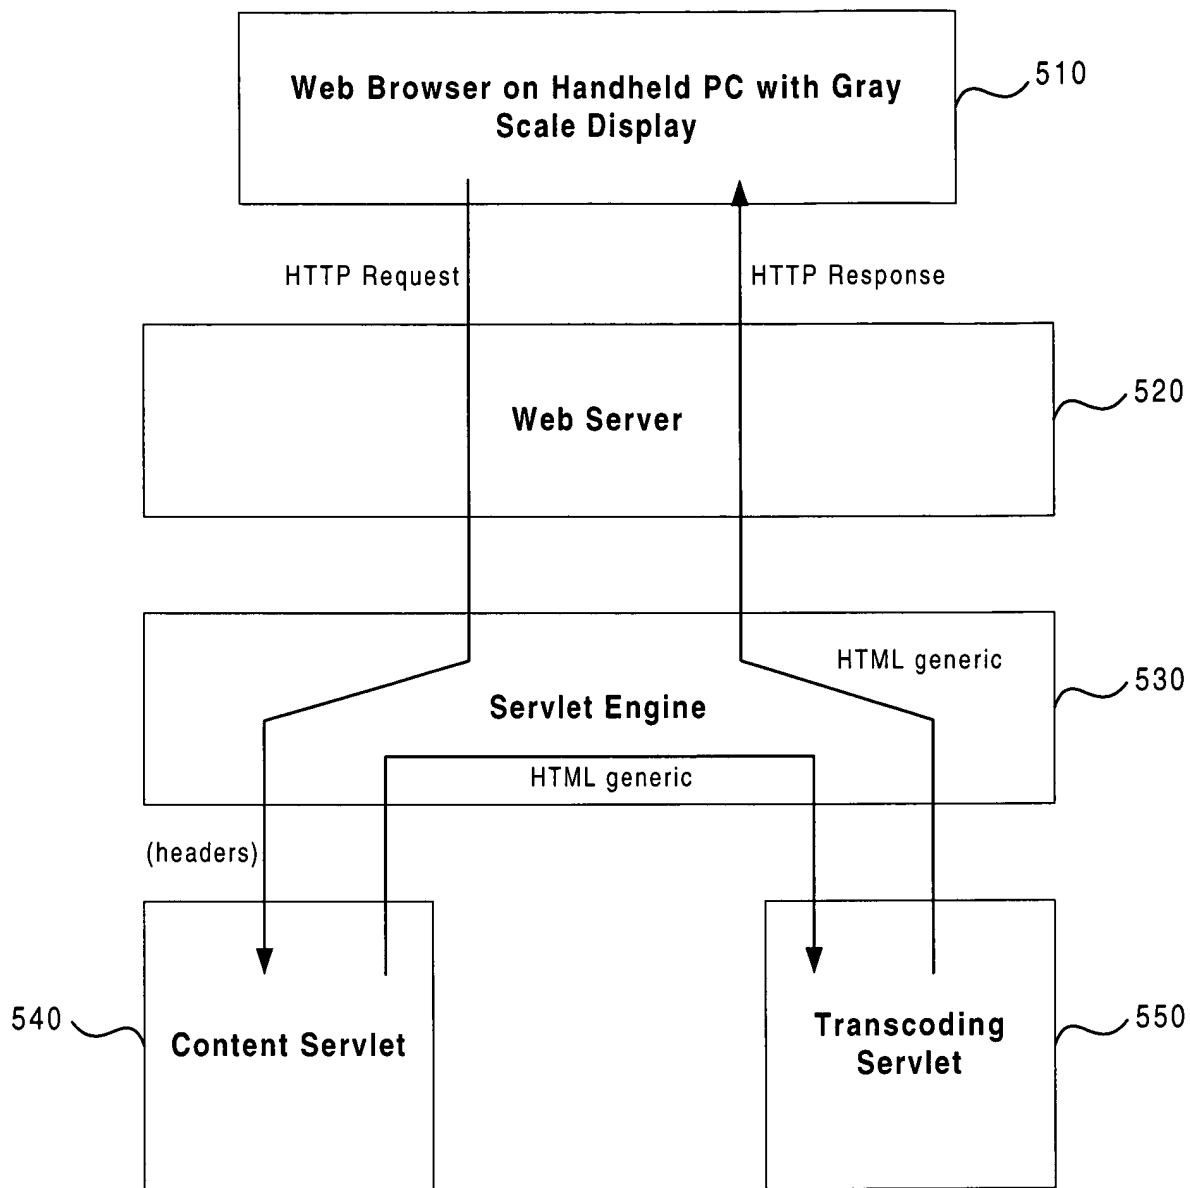 Web Browser on Handheld PC with Gray
Scale Display
510
HTTP Request
HTTP Response
Web Server
520
HTML generic
Servlet Engine
530
HTML generic
(headers)
540
Content Servlet
Transcoding
Servlet
550